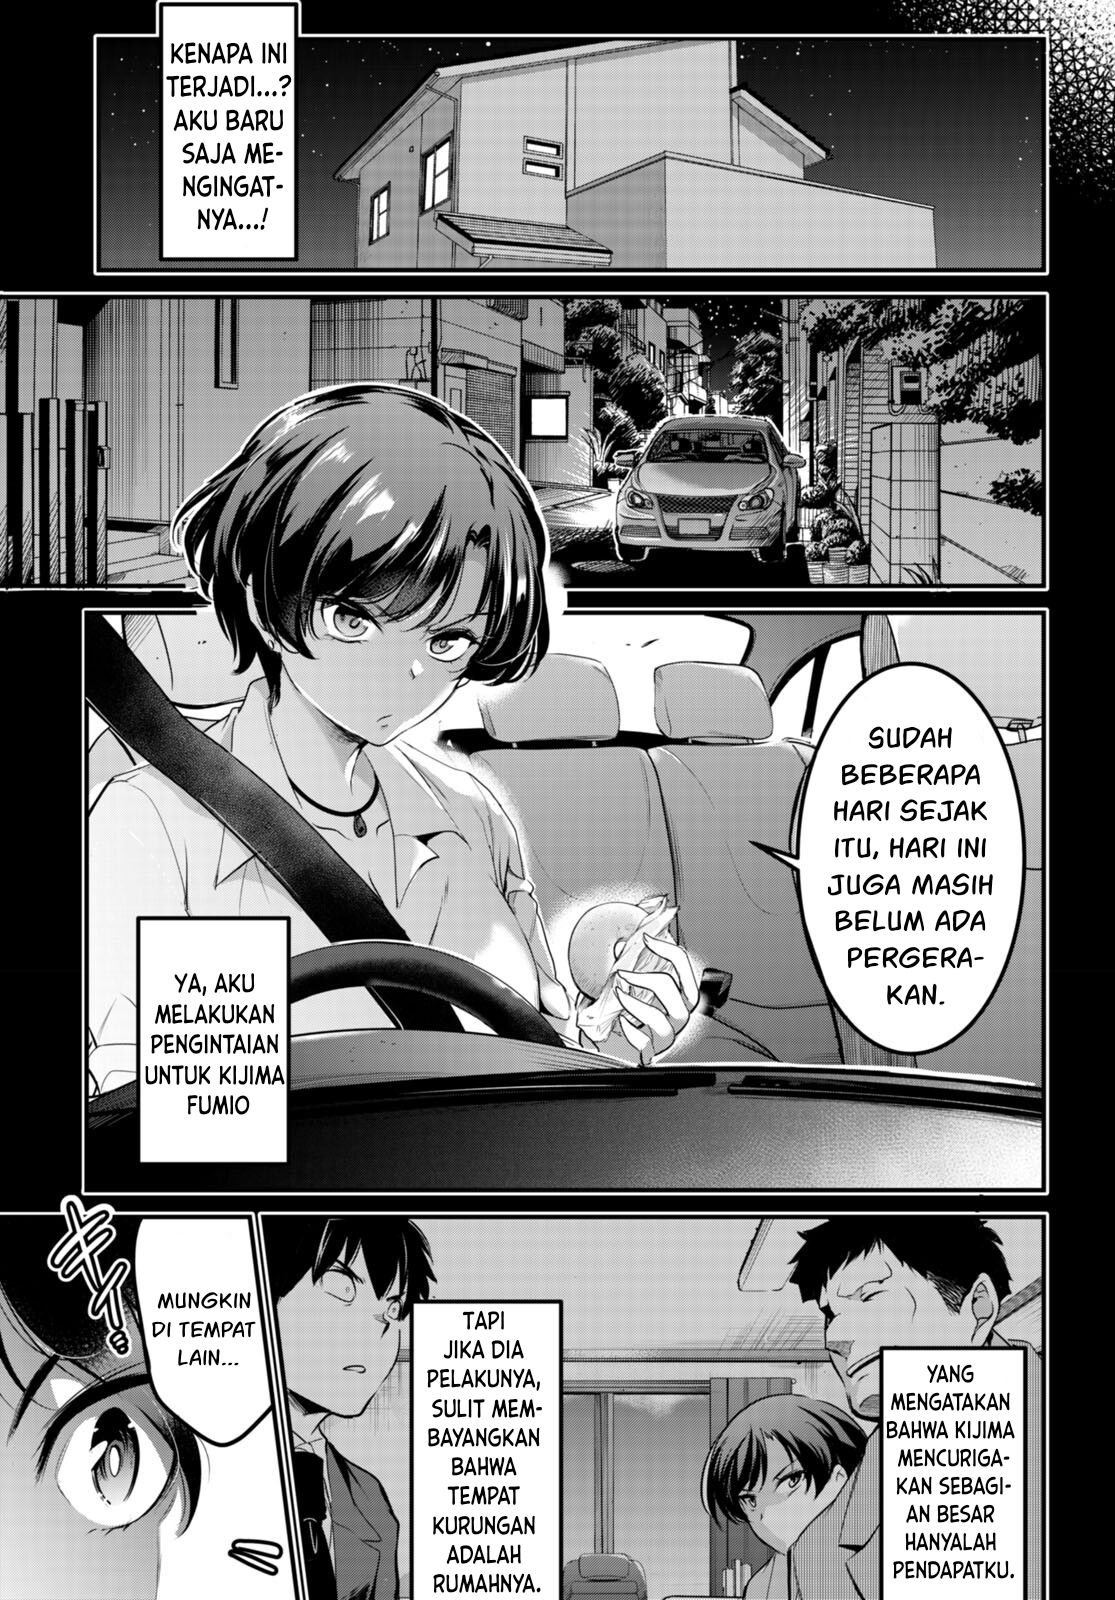 KENAPA INI
TERJADI...?
AKU BARU
SAJA ME-
NGINGAT-
NYA...!
SUDAH
BEBERAPA
HARI SEJAK
ITU, HARI INI
JUGA MASIH
BELUM ADA
PERGERA-
KAN.
YA, AKU
MELAKUKAN
PENGINTAIAN
UNTUK KIJIMA
FUMIO
YANG
MENGATAKAN
BAHWA KIJIMA
MENCURIGA-
KAN SEBAGI-
AN BESAR
HANYALAH
PENDAPATKU.
TAPI
JIKA DIA
PELAKUNYA,
SULIT MEM-
BAYANGKAN
BAHWA
TEMPAT
KURUNGAN
ADALAH
RUMAHNYA.
MUNGKIN
DI TEMPAT
LAIN...